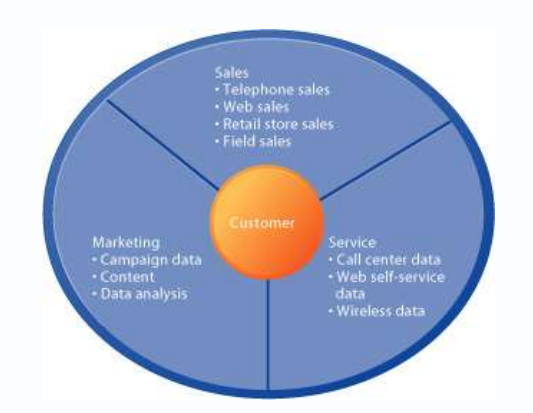 Sales
• Telephone sales
• Web sales
• Retail store sales
• Field sales
Customer
Marketing
• Campaign data
• Content
• Data analysis
Service
• Call center data
• Web self-service
data
• Wireless data